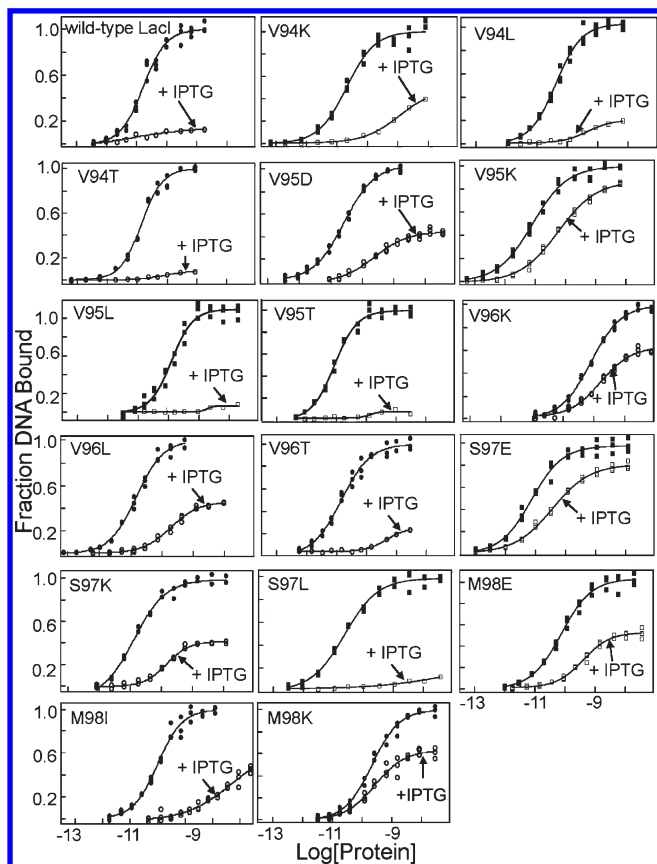 wild-type LacI
V94K
V94L
1.0
0.6
0.2
+ IPTG
+ IPTG
+ IPTG
V94T
V95D
V95K
1.0
0.6
0.2
+ IPTG
+ IPTG
+ IPTG
V95L
V95T
V96K
1.0
0.6
0.2
+ IPTG
+ IPTG
+ IPTG
Fraction DNA Bound
V96L
V96T
S97E
1.0
0.6
0.2
+ IPTG
+ IPTG
+ IPTG
S97K
S97L
M98E
1.0
0.6
0.2
+ IPTG
+ IPTG
+ IPTG
-13 -11 -9
M98I
M98K
1.0
0.6
0.2
+ IPTG
+IPTG
-13 -11 -9 -13 -11 -9
Log[Protein]